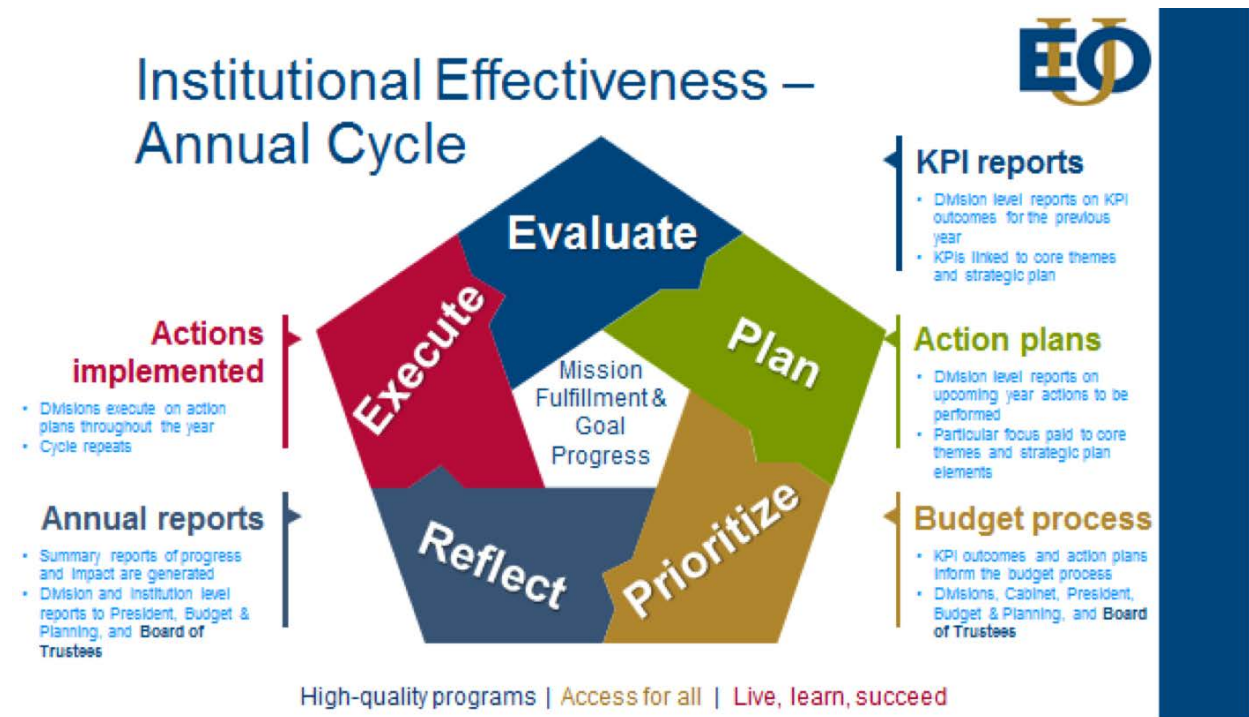 Institutional Effectiveness –
Annual Cycle
EOU
Evaluate
Plan
Prioritize
Reflect
Execute
Mission
Fulfillment &
Goal
Progress
KPI reports
• Division level reports on KPI
outcomes for the previous
year
• KPIs linked to core themes
and strategic plan
Action plans
• Division level reports on
upcoming year actions to be
performed
• Particular focus paid to core
themes and strategic plan
elements
Budget process
• KPI outcomes and action plans
inform the budget process
• Divisions, Cabinet, President,
Budget & Planning, and Board
of Trustees
Annual reports
• Summary reports of progress
and impact are generated
• Division and institution level
reports to President, Budget &
Planning, and Board of
Trustees
Actions
implemented
• Divisions execute on action
plans throughout the year
• Cycle repeats
High-quality programs | Access for all | Live, learn, succeed